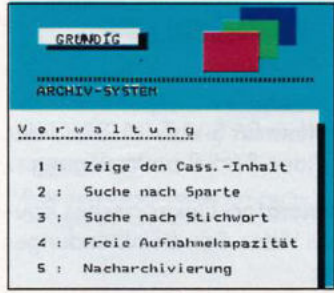 GRUNDIG
ARCHIV-SYSTEM
Verwaltung
1 : Zeige den Cass.-Inhalt
2 : Suche nach Sparte
3 : Suche nach Stichwort
4 : Freie Aufnahmekapazität
5 : Nacharchivierung